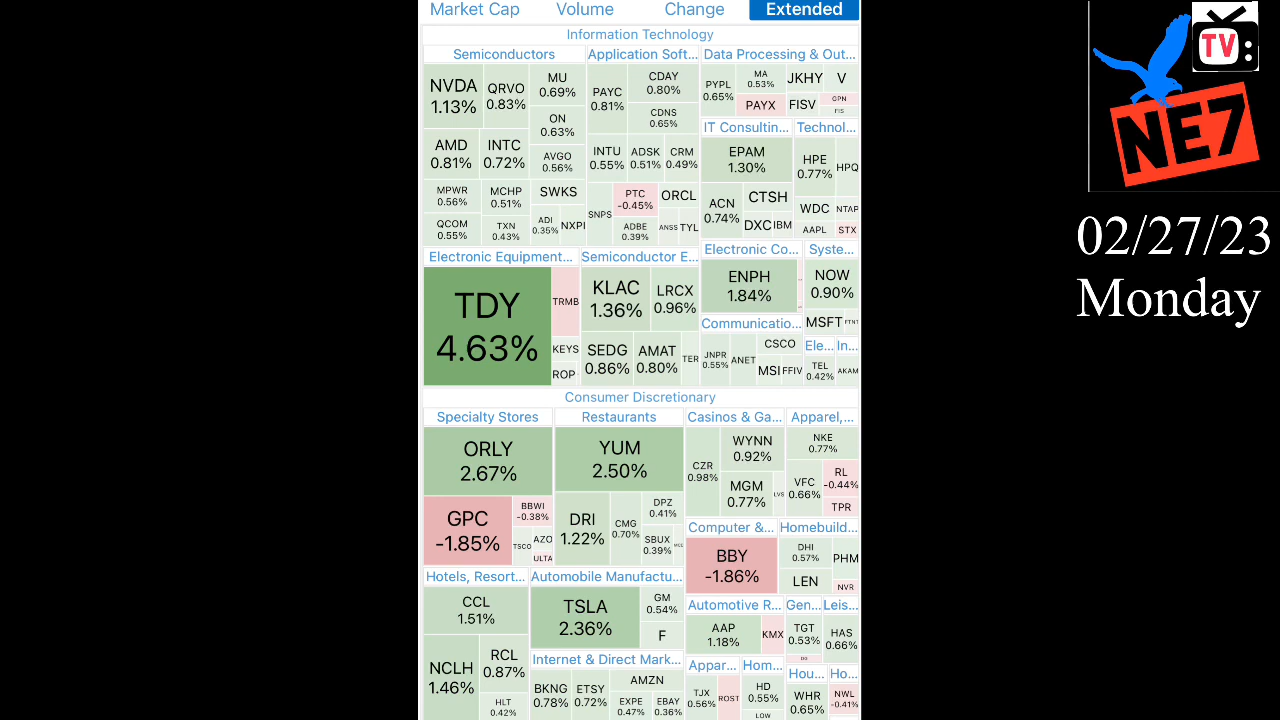 Market Cap Volume Change Extended
Information Technology
Semiconductors
NVDA
1.13%
QRVO
0.83%
MU
0.69%
ON
0.63%
AMD
0.81%
INTC
0.72%
AVGO
0.56%
MPWR
0.56%
MCHP
0.51%
SWKS
QCOM
0.55%
TXN
0.43%
ADI
0.35%
NXPI
Application Soft...
PAYC
0.81%
CDAY
0.80%
CDNS
0.65%
INTU
0.55%
ADSK
0.51%
CRM
0.49%
SNPS
PTC
-0.45%
ORCL
ADBE
0.39%
ANSS
TYL
Data Processing & Out...
PYPL
0.65%
MA
0.53%
JKHY
V
PAYX
FISV
GPN
FIS
IT Consultin...
EPAM
1.30%
ACN
0.74%
CTSH
DXC
IBM
Technol...
HPE
0.77%
HPQ
WDC
NTAP
AAPL
STX
Electronic Equipment...
TDY
4.63%
TRMB
KEYS
ROP
Semiconductor E...
KLAC
1.36%
LRCX
0.96%
SEDG
0.86%
AMAT
0.80%
TER
Electronic Co...
ENPH
1.84%
Syste...
NOW
0.90%
MSFT
FTNT
Communicatio...
JNPR
0.55%
ANET
CSCO
MSI
FFIV
Ele...
TEL
0.42%
In...
AKAM
Consumer Discretionary
Specialty Stores
ORLY
2.67%
GPC
-1.85%
BBWI
-0.38%
TSCO
AZO
ULTA
Restaurants
YUM
2.50%
DRI
1.22%
CMG
0.70%
DPZ
0.41%
SBUX
0.39%
MCD
Casinos & Ga...
CZR
0.98%
WYNN
0.92%
MGM
0.77%
LVS
Apparel,...
NKE
0.77%
VFC
0.66%
RL
-0.44%
TPR
Computer &...
BBY
-1.86%
Homebuild...
DHI
0.57%
PHM
LEN
NVR
Hotels, Resort...
CCL
1.51%
NCLH
1.46%
RCL
0.87%
HLT
0.42%
Automobile Manufactu...
TSLA
2.36%
GM
0.54%
F
Internet & Direct Mark...
BKNG
0.78%
ETSY
0.72%
AMZN
EXPE
0.47%
EBAY
0.36%
Automotive R...
AAP
1.18%
KMX
Gen...
TGT
0.53%
DG
Leis...
HAS
0.66%
Appar...
TJX
0.56%
ROST
Hom...
HD
0.55%
LOW
Hou...
WHR
0.65%
Ho...
NWL
-0.41%
TV:
NE7
02/27/23
Monday